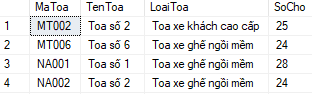 MaToa TenToa LoaiToa SoCho
1 MT002 Toa số 2 Toa xe khách cao cấp 25
2 MT006 Toa số 6 Toa xe ghế ngồi mềm 24
3 NA001 Toa số 1 Toa xe ghế ngồi mềm 28
4 NA002 Toa số 2 Toa xe ghế ngồi mềm 24